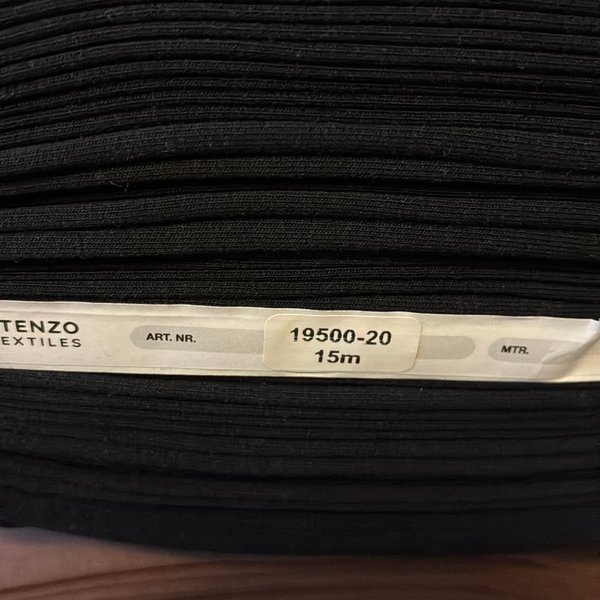 TENZO
EXTILES
ART. NR.
19500-20
15m
MTR.